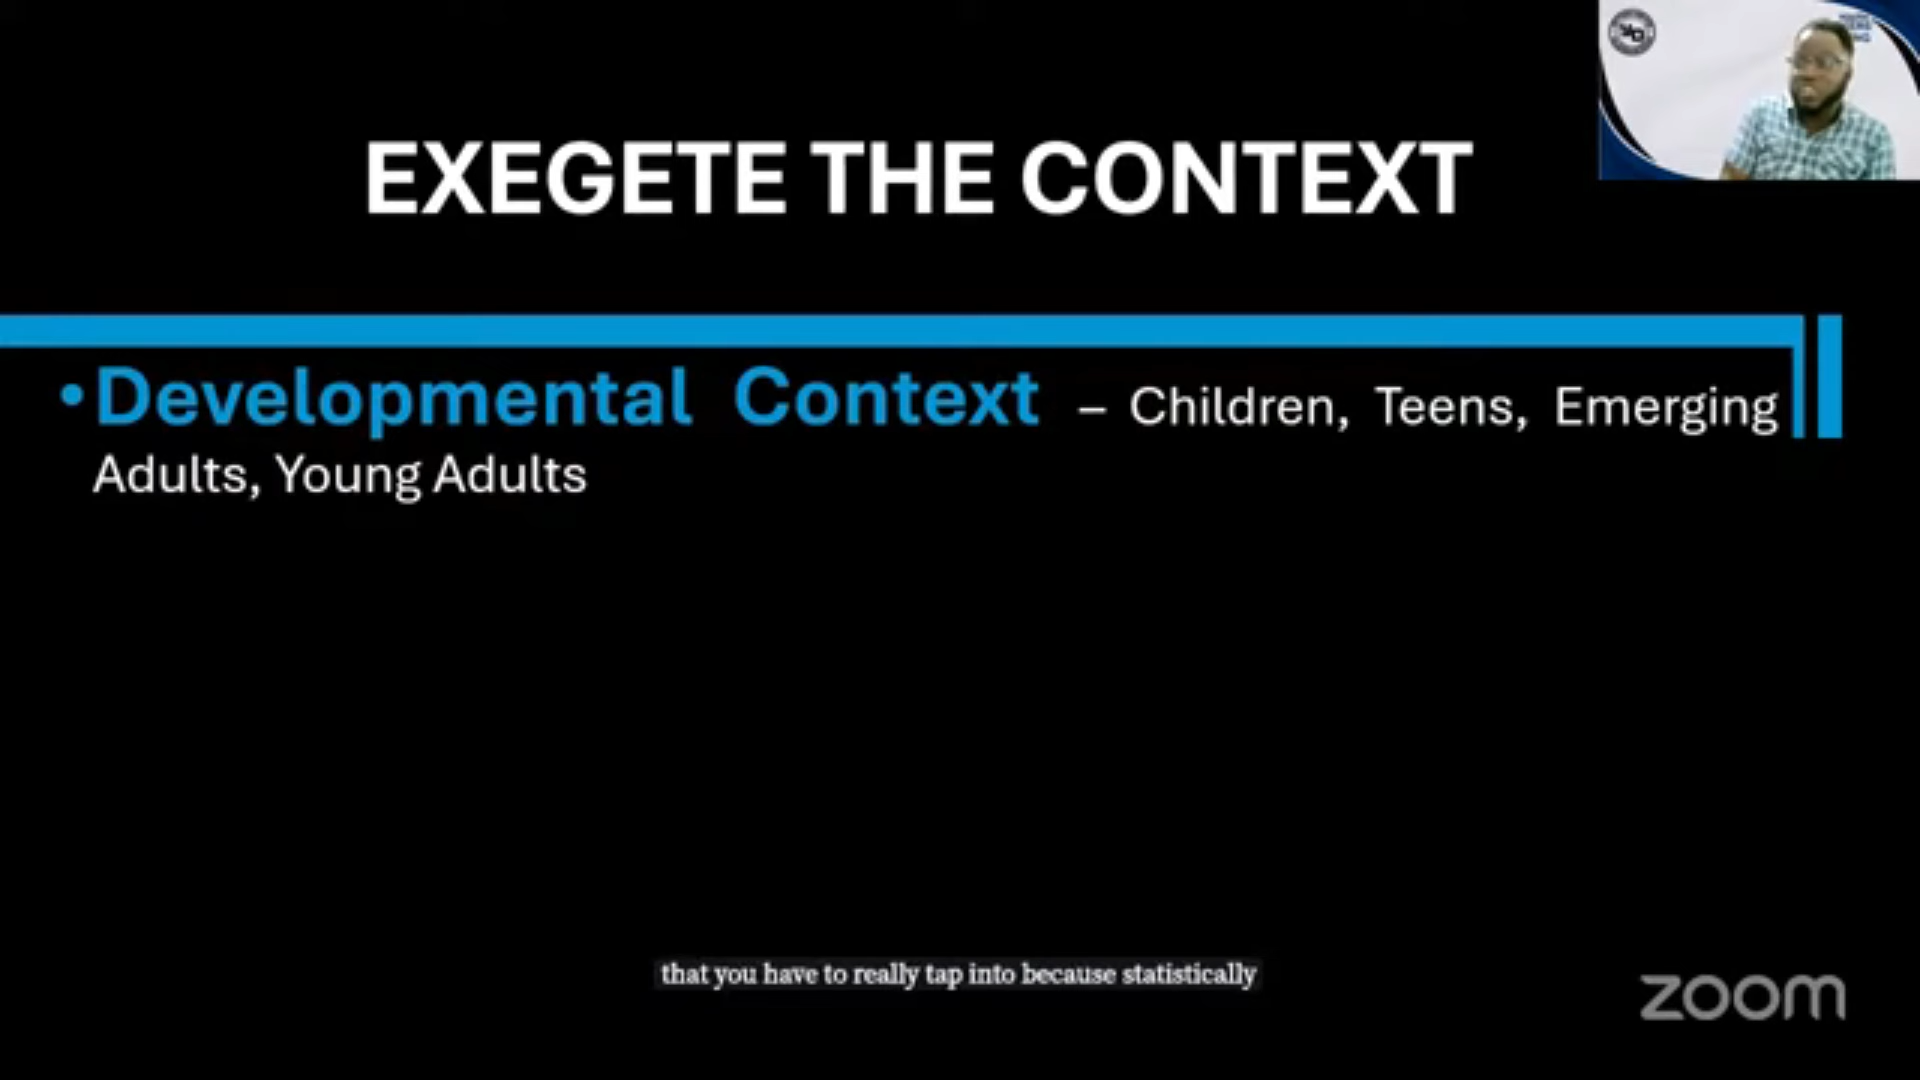 EXEGETE THE CONTEXT
• Developmental Context – Children, Teens, Emerging
Adults, Young Adults
that you have to really tap into because statistically
zoom